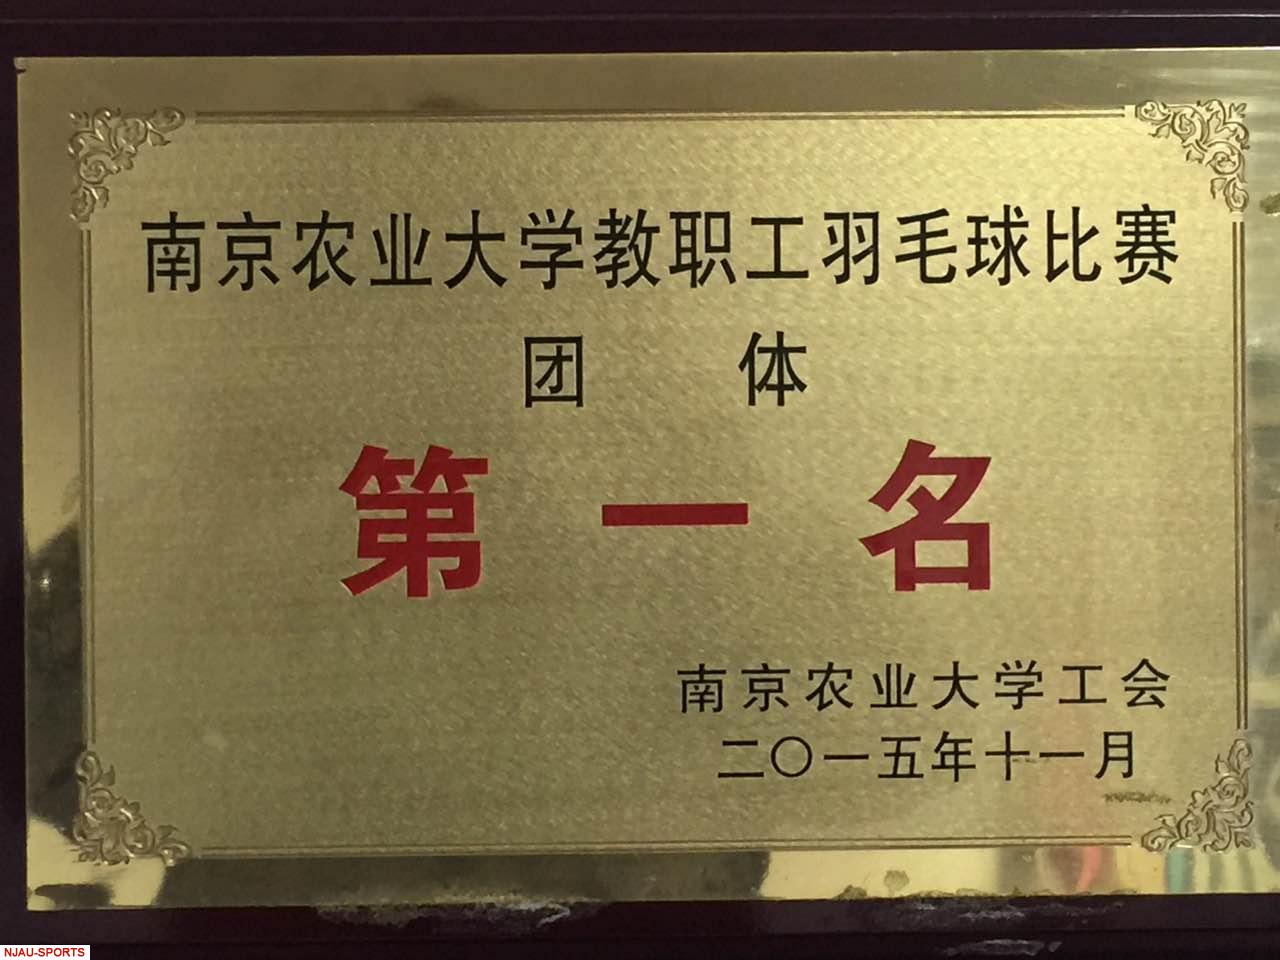 南京农业大学教职工羽毛球比赛
团体
第一名
南京农业大学工会
二〇一五年十一月
NJAU-SPORTS